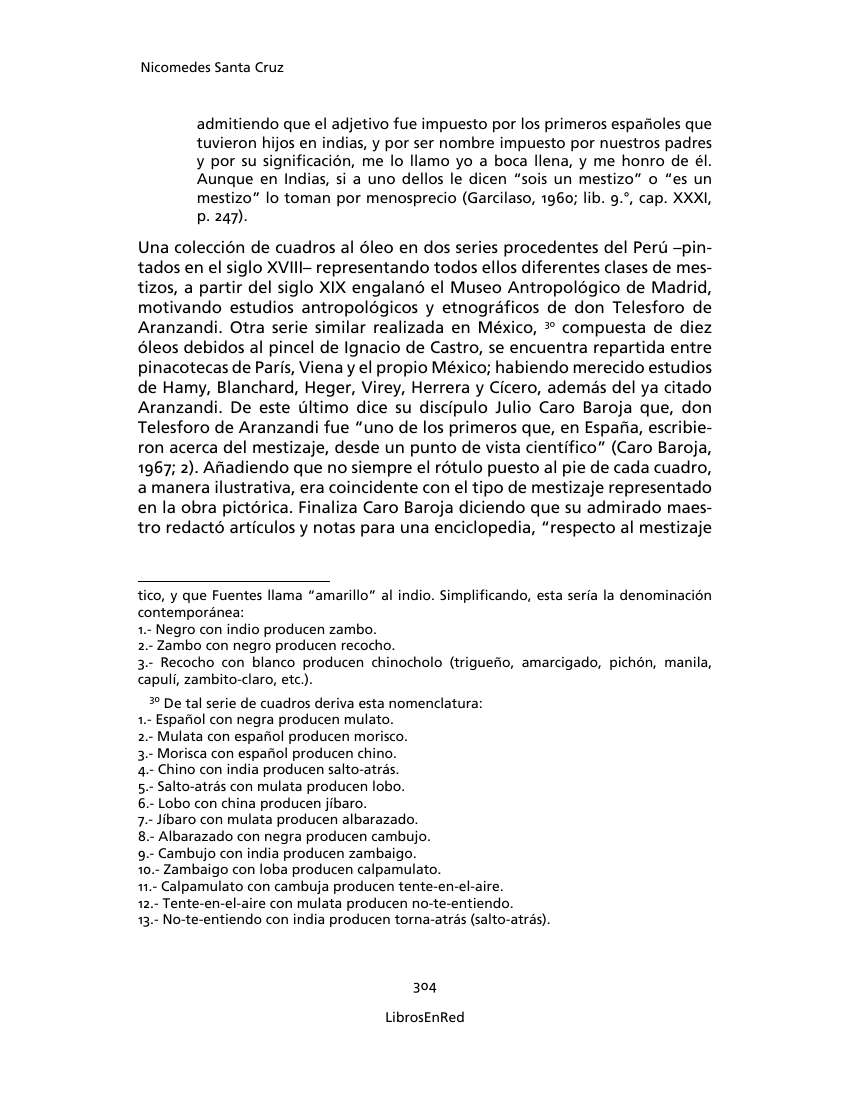 Nicomedes Santa Cruz
admitiendo que el adjetivo fue impuesto por los primeros españoles que
tuvieron hijos en indias, y por ser nombre impuesto por nuestros padres
y por su significación, me lo llamo yo a boca llena, y me honro de él.
Aunque en Indias, si a uno dellos le dicen “sois un mestizo” o “es un
mestizo” lo toman por menosprecio (Garcilaso, 1960; lib. 9.°, cap. XXXI,
p. 247).
Una colección de cuadros al óleo en dos series procedentes del Perú –pin-
tados en el siglo XVIII– representando todos ellos diferentes clases de mes-
tizos, a partir del siglo XIX engalanó el Museo Antropológico de Madrid,
motivando estudios antropológicos y etnográficos de don Telesforo de
Aranzandi. Otra serie similar realizada en México, 30 compuesta de diez
óleos debidos al pincel de Ignacio de Castro, se encuentra repartida entre
pinacotecas de París, Viena y el propio México; habiendo merecido estudios
de Hamy, Blanchard, Heger, Virey, Herrera y Cícero, además del ya citado
Aranzandi. De este último dice su discípulo Julio Caro Baroja que, don
Telesforo de Aranzandi fue “uno de los primeros que, en España, escribie-
ron acerca del mestizaje, desde un punto de vista científico” (Caro Baroja,
1967; 2). Añadiendo que no siempre el rótulo puesto al pie de cada cuadro,
a manera ilustrativa, era coincidente con el tipo de mestizaje representado
en la obra pictórica. Finaliza Caro Baroja diciendo que su admirado maes-
tro redactó artículos y notas para una enciclopedia, “respecto al mestizaje
tico, y que Fuentes llama “amarillo” al indio. Simplificando, esta sería la denominación
contemporánea:
1.- Negro con indio producen zambo.
2.- Zambo con negro producen recocho.
3.- Recocho con blanco producen chinocholo (trigueño, amarcigado, pichón, manila,
capulí, zambito-claro, etc.).
30 De tal serie de cuadros deriva esta nomenclatura:
1.- Español con negra producen mulato.
2.- Mulata con español producen morisco.
3.- Morisca con español producen chino.
4.- Chino con india producen salto-atrás.
5.- Salto-atrás con mulata producen lobo.
6.- Lobo con china producen jíbaro.
7.- Jíbaro con mulata producen albarazado.
8.- Albarazado con negra producen cambujo.
9.- Cambujo con india producen zambaigo.
10.- Zambaigo con loba producen calpamulato.
11.- Calpamulato con cambuja producen tente-en-el-aire.
12.- Tente-en-el-aire con mulata producen no-te-entiendo.
13.- No-te-entiendo con india producen torna-atrás (salto-atrás).
304
LibrosEnRed